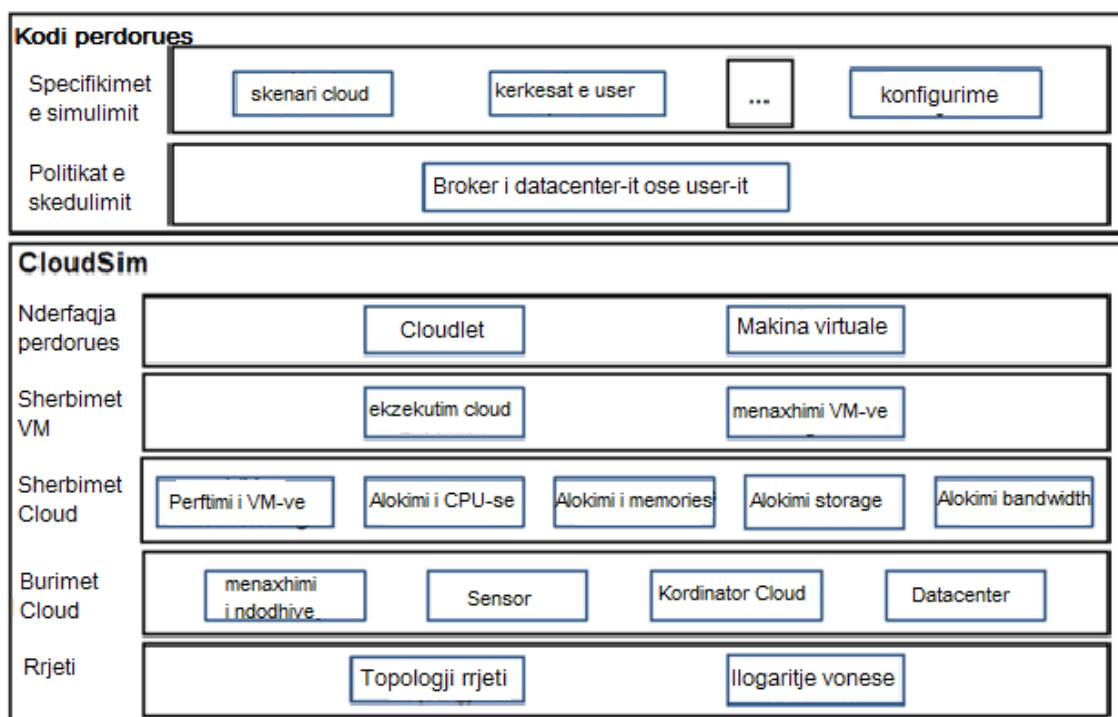 Kodi perdorues
Specifikimet
e simulimit
skenari cloud
kerkesat e user
...
konfigurime
Politikat e
skedulimit
Broker i datacenter-it ose user-it
CloudSim
Nderfaqja
perdorues
Cloudlet
Makina virtuale
Sherbimet
VM
ekzekutim cloud
menaxhimi VM-ve
Sherbimet
Cloud
Perftimi i VM-ve
Alokimi i CPU-se
Alokimi i memories
Alokimi storage
Alokimi bandwidth
Burimet
Cloud
menaxhimi
i ndodhive
Sensor
Kordinator Cloud
Datacenter
Rrjeti
Topologji rrjeti
llogaritje vonese